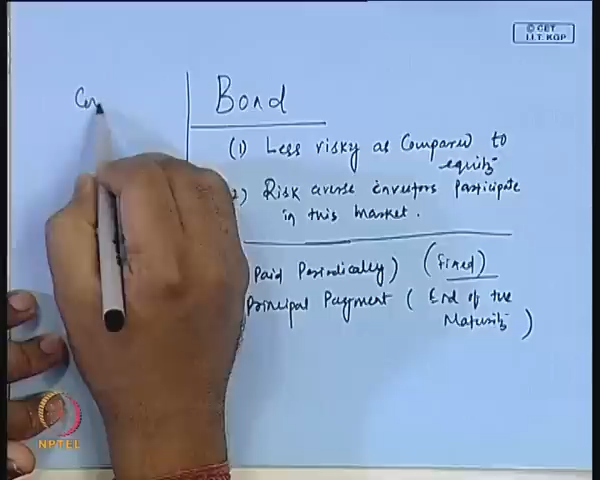 © CET
I.I.T. KGP
Bond
(1) Less risky as Compared to
equity
2) Risk averse investors participate
in this market.
Paid Periodically) (fixed)
Principal Payment ( End of the
Maturity )
NPTEL